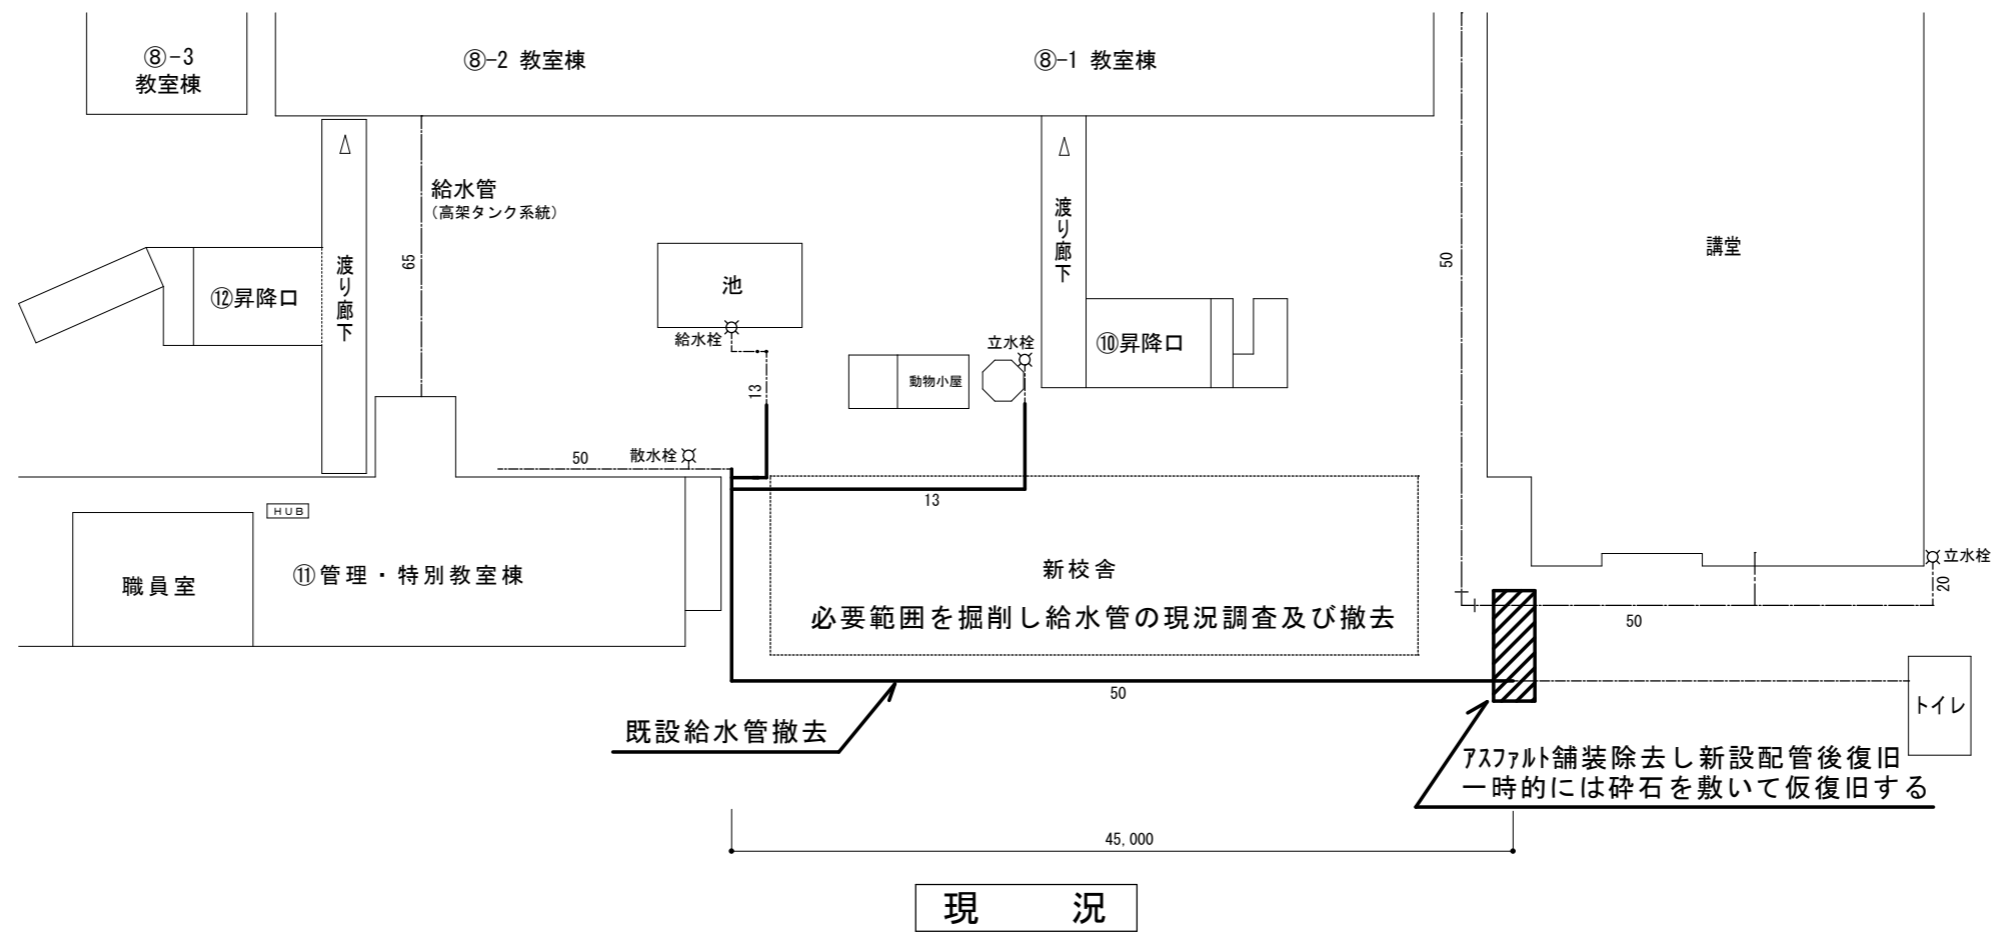 ⑧-3
教室棟
⑧-2 教室棟
⑧-1 教室棟
給水管
(高架タンク系統)
65
渡り廊下
⑫昇降口
池
給水栓
13
渡り廊下
立水栓
動物小屋
⑩昇降口
50
講堂
50
散水栓
13
HUB
職員室
⑪管理・特別教室棟
新校舎
必要範囲を掘削し給水管の現況調査及び撤去
立水栓
20
50
50
既設給水管撤去
トイレ
ｱｽﾌｧﾙﾄ舗装除去し新設配管後復旧
一時的には砕石を敷いて仮復旧する
45,000
現 況